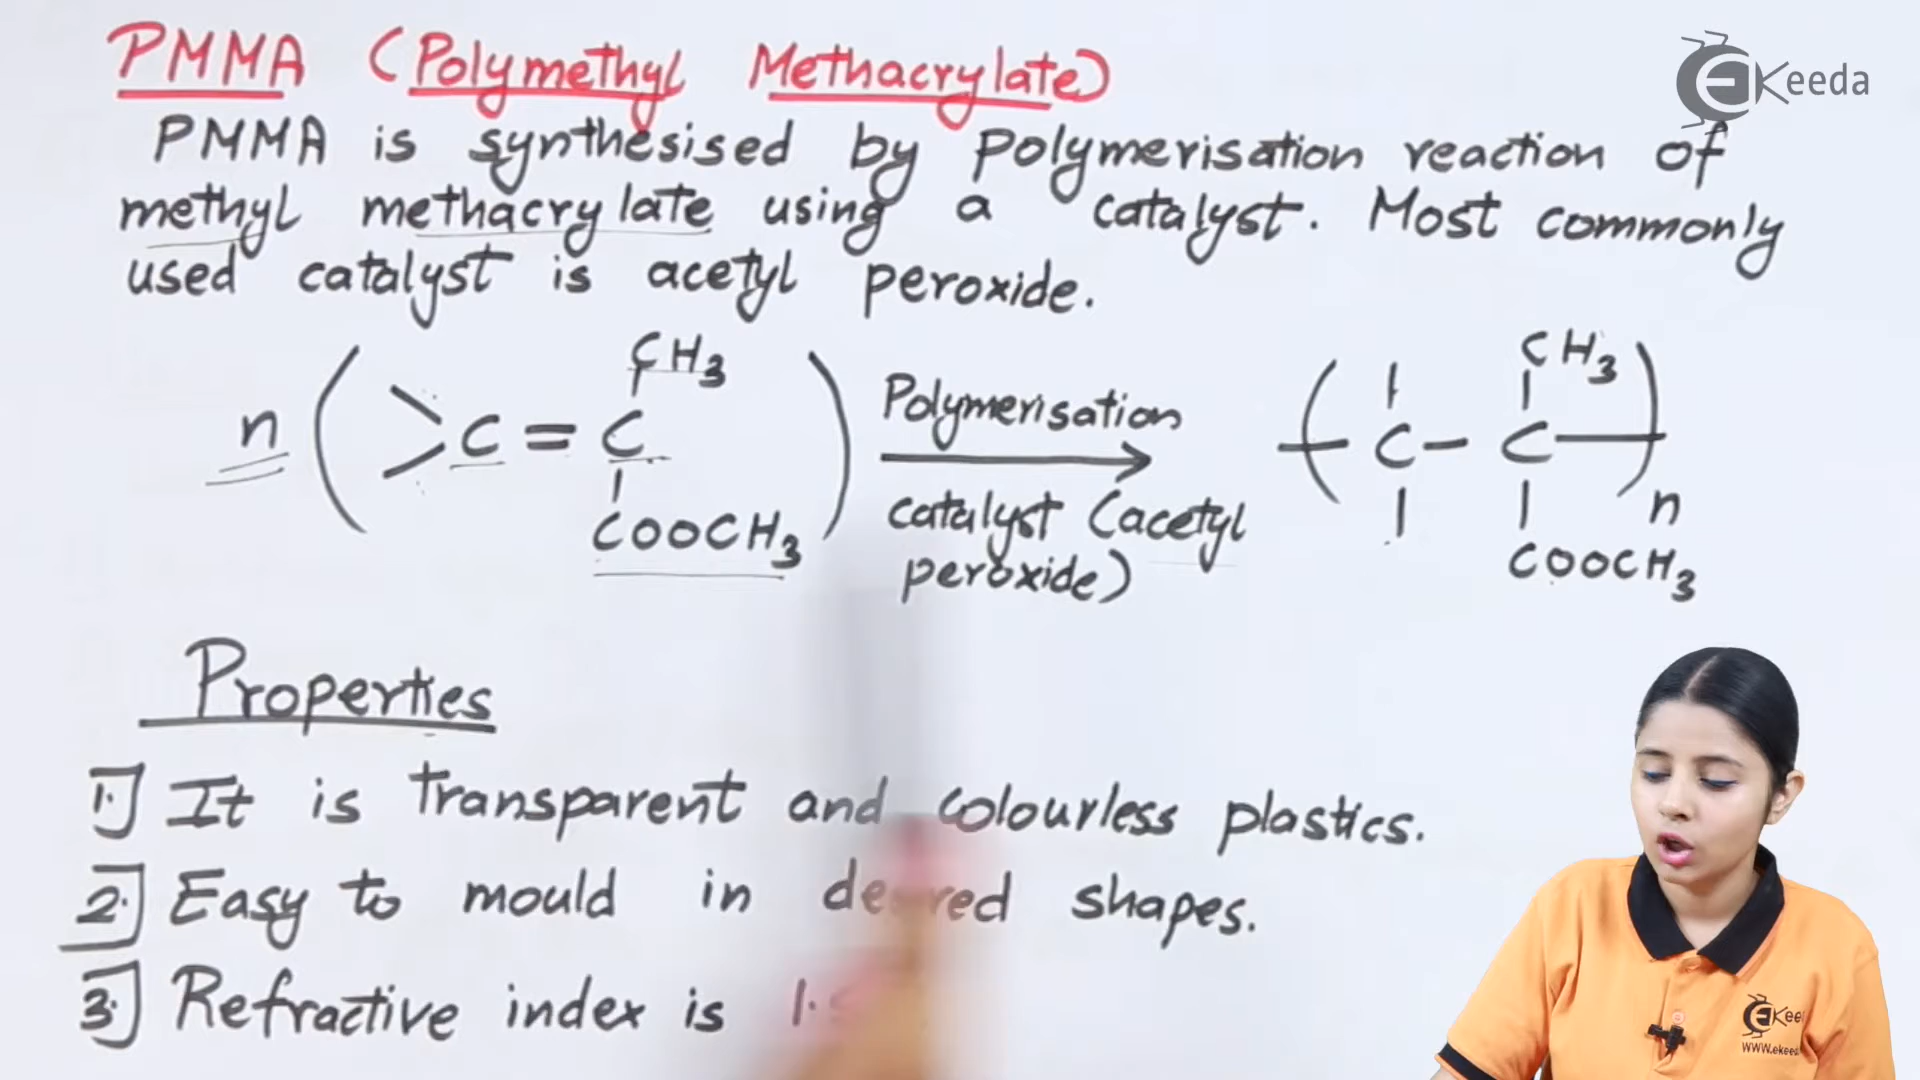 PMMA (Polymethyl Methacrylate)
EKeeda
PMMA is synthesised by polymerisation reaction of
methyl methacrylate using a catalyst. Most commonly
used catalyst is acetyl peroxide.
n ( >C = C )
CH3
COOCH3
Polymerisation
catalyst (acetyl
peroxide)
( C - C )n
CH3
COOCH3
Properties
1. It is transparent and colourless plastics.
2. Easy to mould in shapes.
3. Refractive index is
EKee
www.ekeed